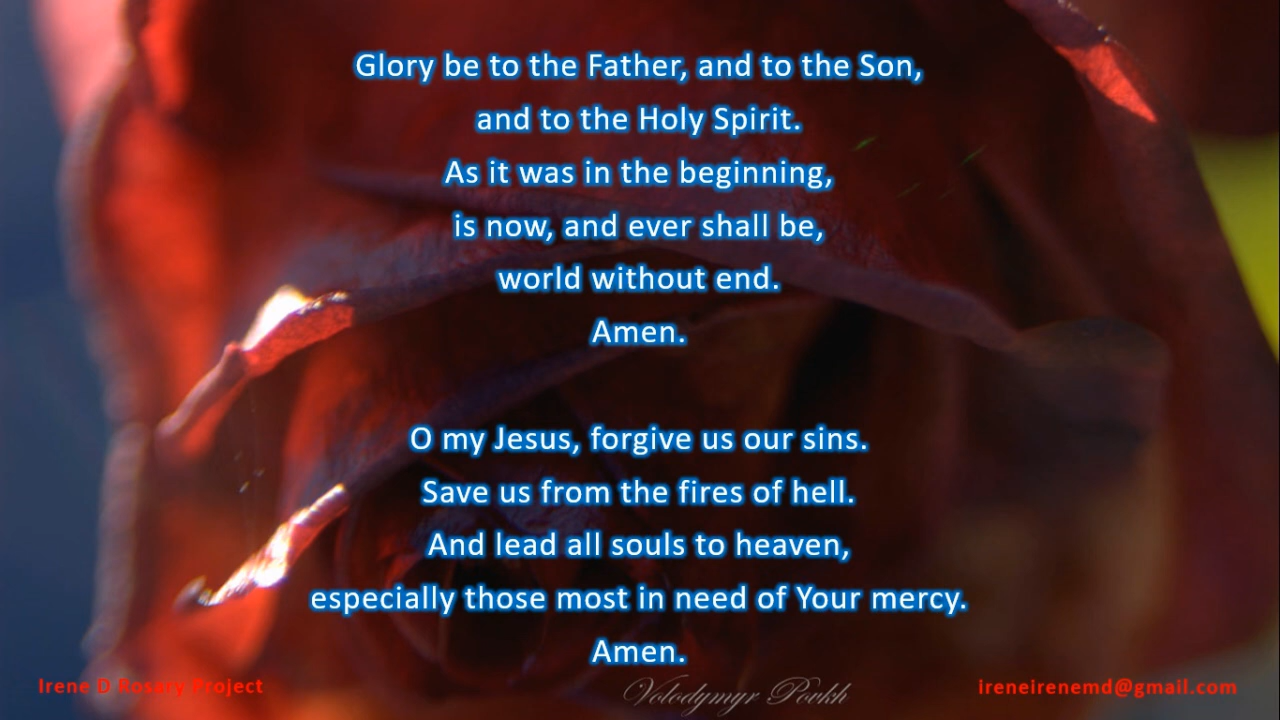 Glory be to the Father, and to the Son,
and to the Holy Spirit.
As it was in the beginning,
is now, and ever shall be,
world without end.
Amen.
O my Jesus, forgive us our sins.
Save us from the fires of hell.
And lead all souls to heaven,
especially those most in need of Your mercy.
Amen.
Irene D Rosary Project
Volodymyr Povkh
ireneirenemd@gmail.com